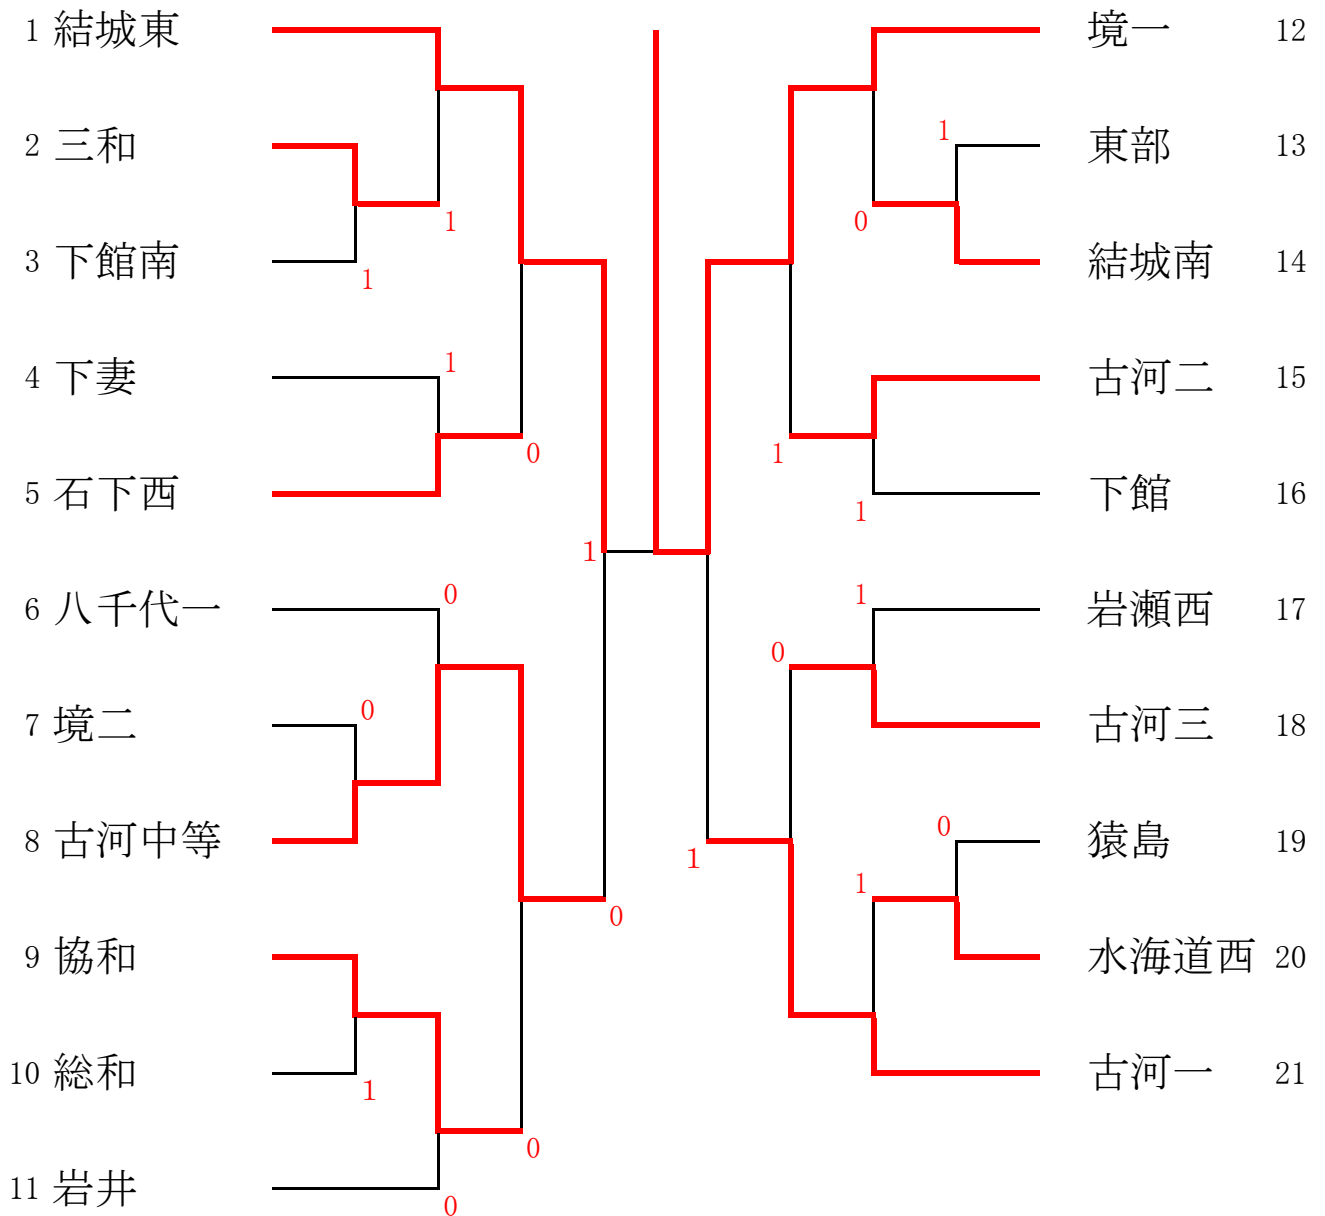 1 結城東
境一 12
1
2 三和
東部 13
1
0
3 下館南
結城南 14
1
1
4 下妻
古河二 15
0
1
5 石下西
下館 16
1
1
0
1
6 八千代一
岩瀬西 17
0
0
7 境二
古河三 18
0
8 古河中等
猿島 19
1
1
0
9 協和
水海道西 20
10 総和
古河一 21
1
0
11 岩井
0